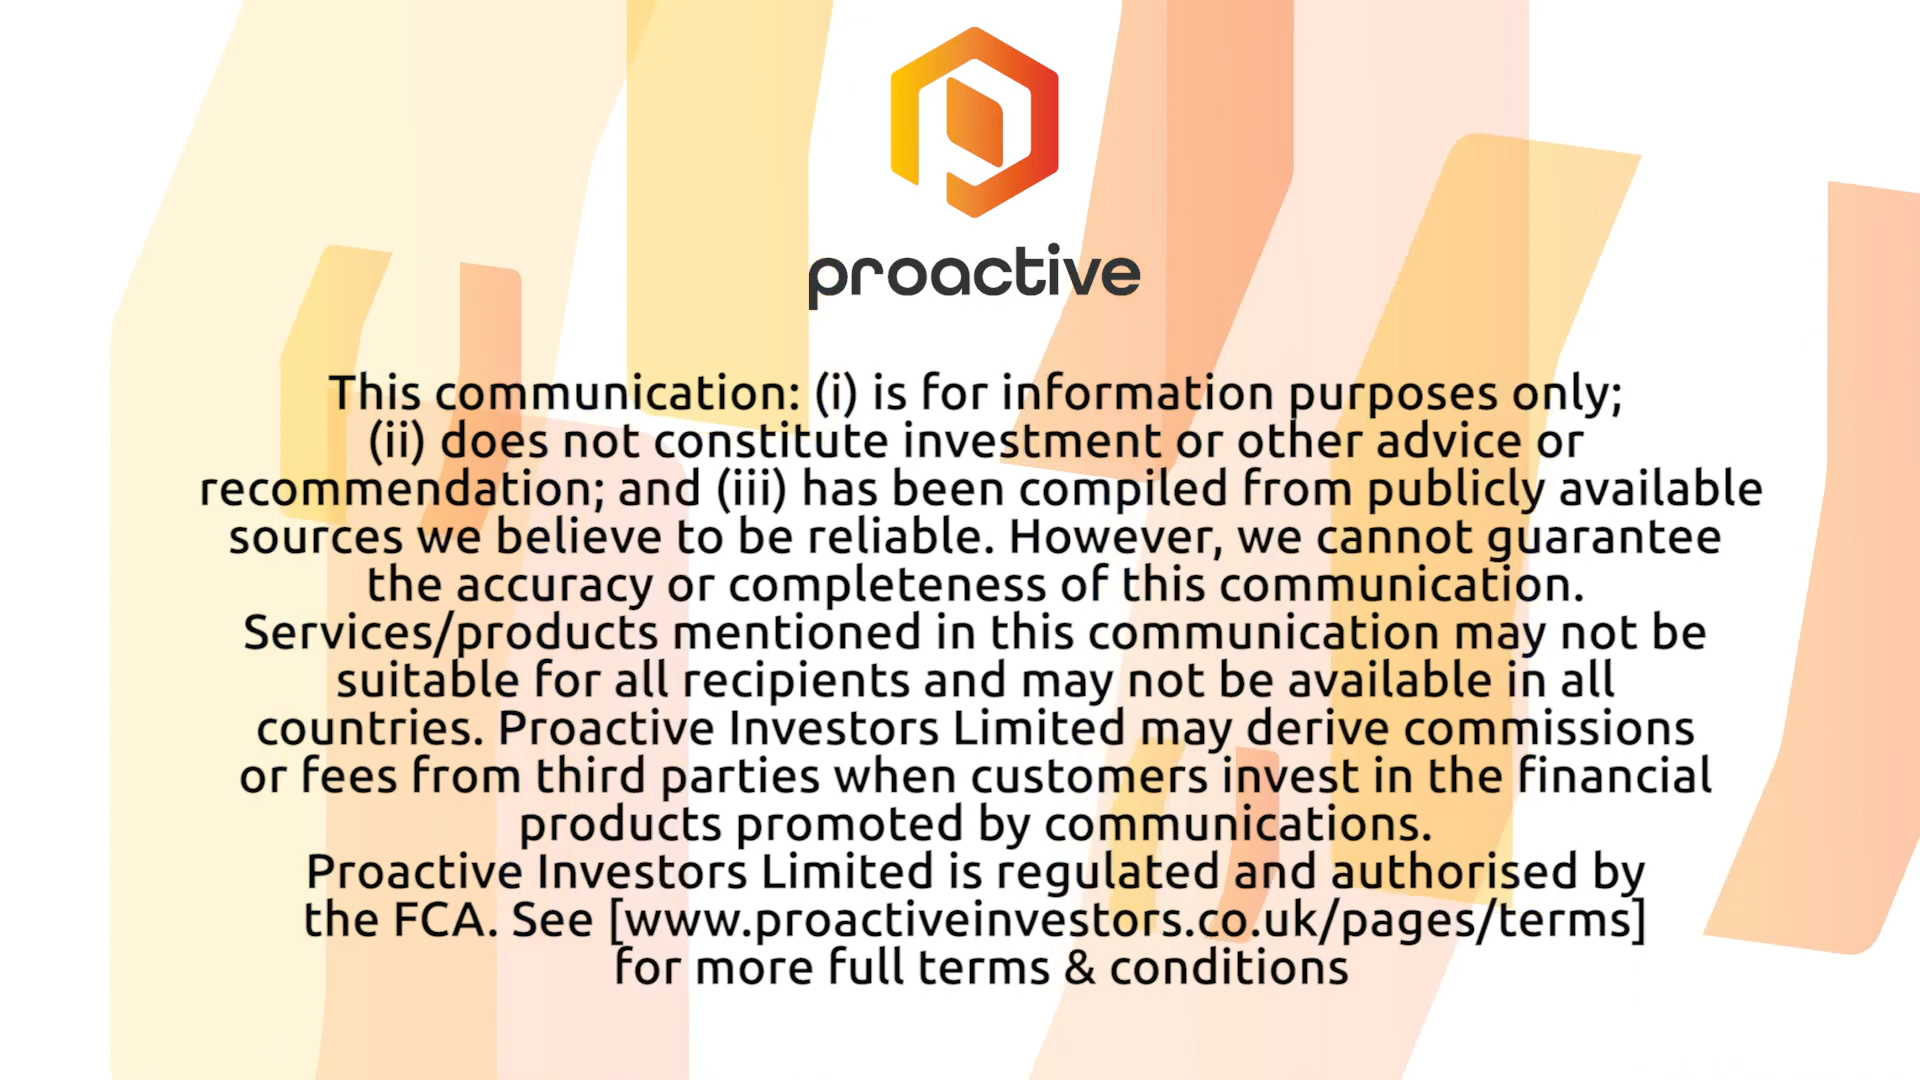 proactive
This communication: (i) is for information purposes only;
(ii) does not constitute investment or other advice or
recommendation; and (iii) has been compiled from publicly available
sources we believe to be reliable. However, we cannot guarantee
the accuracy or completeness of this communication.
Services/products mentioned in this communication may not be
suitable for all recipients and may not be available in all
countries. Proactive Investors Limited may derive commissions
or fees from third parties when customers invest in the financial
products promoted by communications.
Proactive Investors Limited is regulated and authorised by
the FCA. See [www.proactiveinvestors.co.uk/pages/terms]
for more full terms & conditions